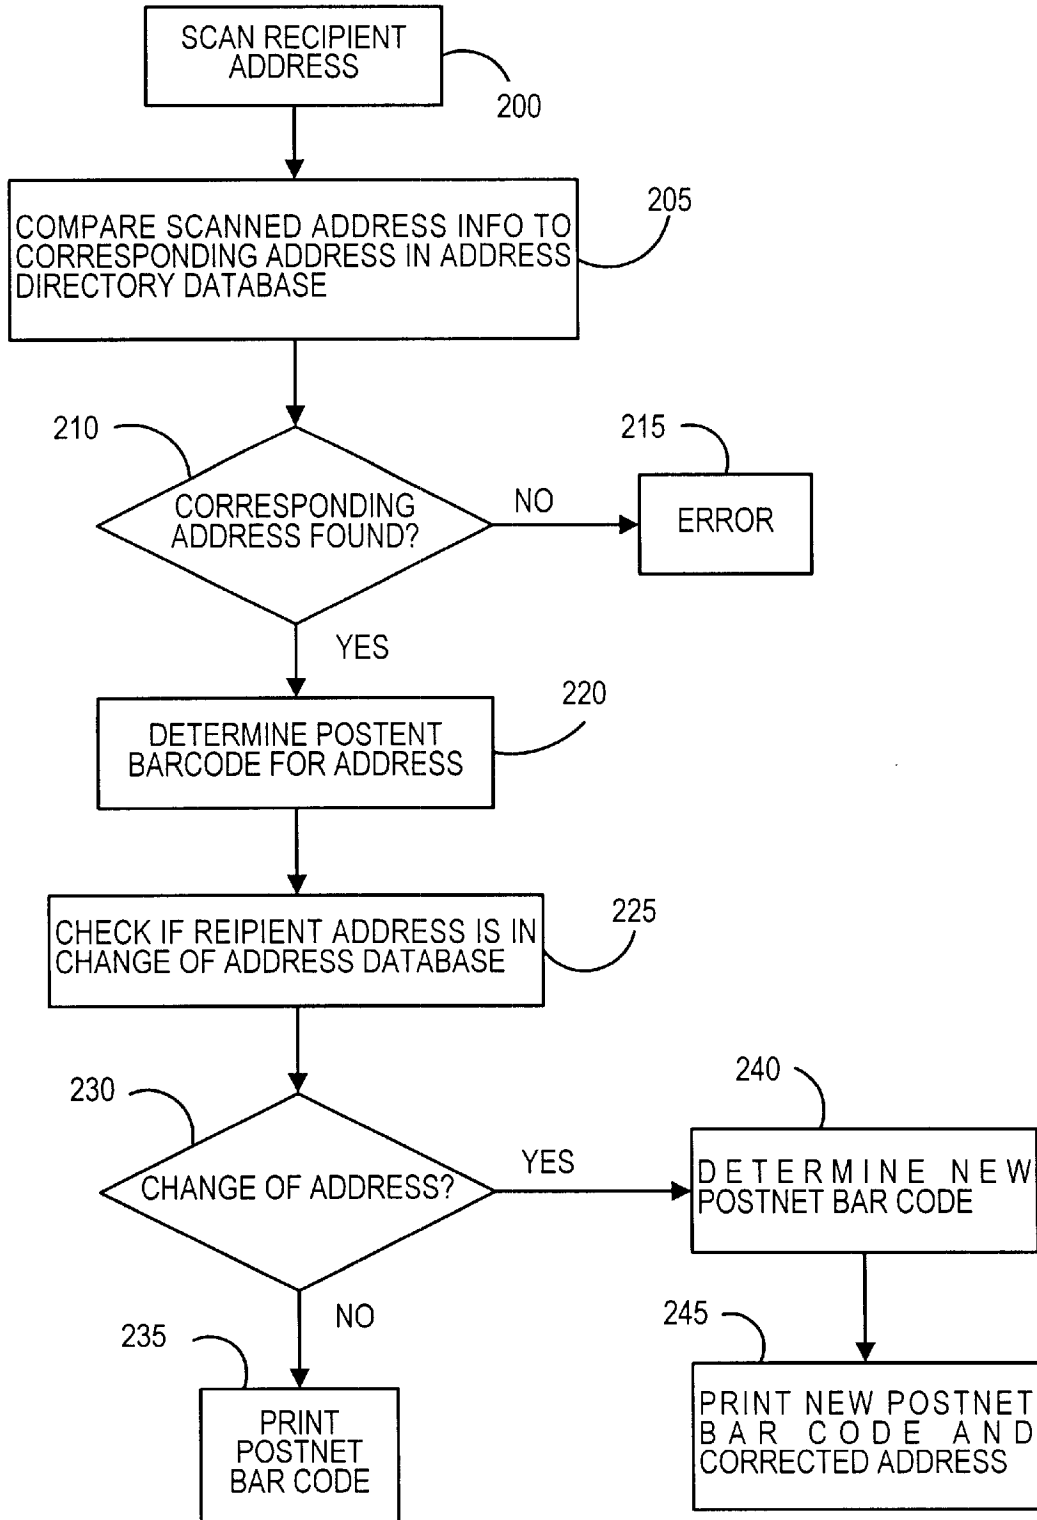 SCAN RECIPIENT
ADDRESS
200
205
COMPARE SCANNED ADDRESS INFO TO
CORRESPONDING ADDRESS IN ADDRESS
DIRECTORY DATABASE
210
215
CORRESPONDING
ADDRESS FOUND?
NO
ERROR
YES
220
DETERMINE POSTENT
BARCODE FOR ADDRESS
225
CHECK IF REIPIENT ADDRESS IS IN
CHANGE OF ADDRESS DATABASE
230
240
CHANGE OF ADDRESS?
YES
DETERMINE NEW
POSTNET BAR CODE
NO
235
245
PRINT
POSTNET
BAR CODE
PRINT NEW POSTNET
BAR CODE AND
CORRECTED ADDRESS